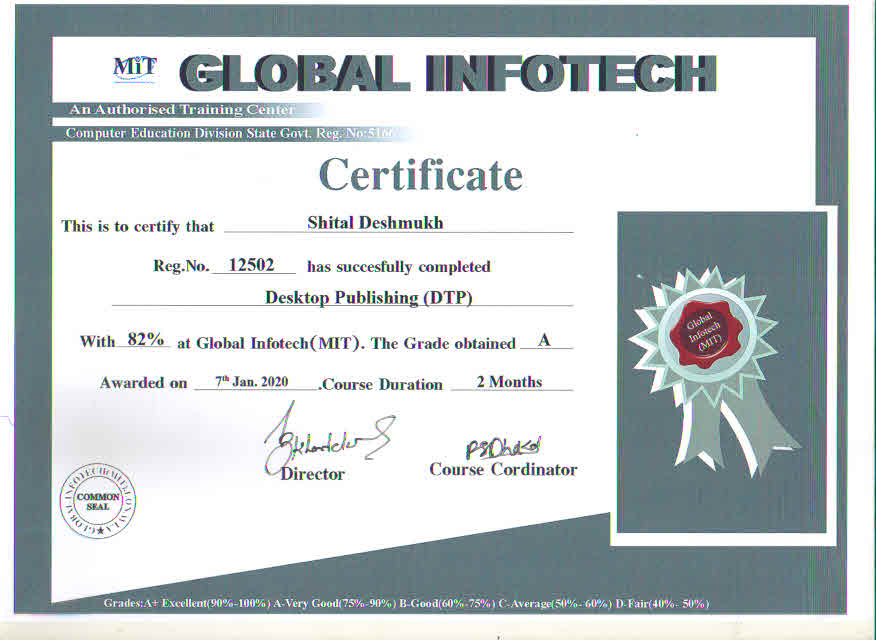 MiT GLOBAL INFOTECH
An Authorised Training Center
Computer Education Division State Govt. Reg. No:5166
Certificate
This is to certify that Shital Deshmukh
Reg.No. 12502 has succesfully completed
Desktop Publishing (DTP)
With 82% at Global Infotech(MIT). The Grade obtained A
Awarded on 7th Jan. 2020 .Course Duration 2 Months
Director
Course Cordinator
Global
Infotech
(MIT)
COMMON
SEAL
Grades:A+ Excellent(90%-100%) A-Very Good(75%-90%) B-Good(60%-75%) C-Average(50%- 60%) D-Fair(40%- 50%)